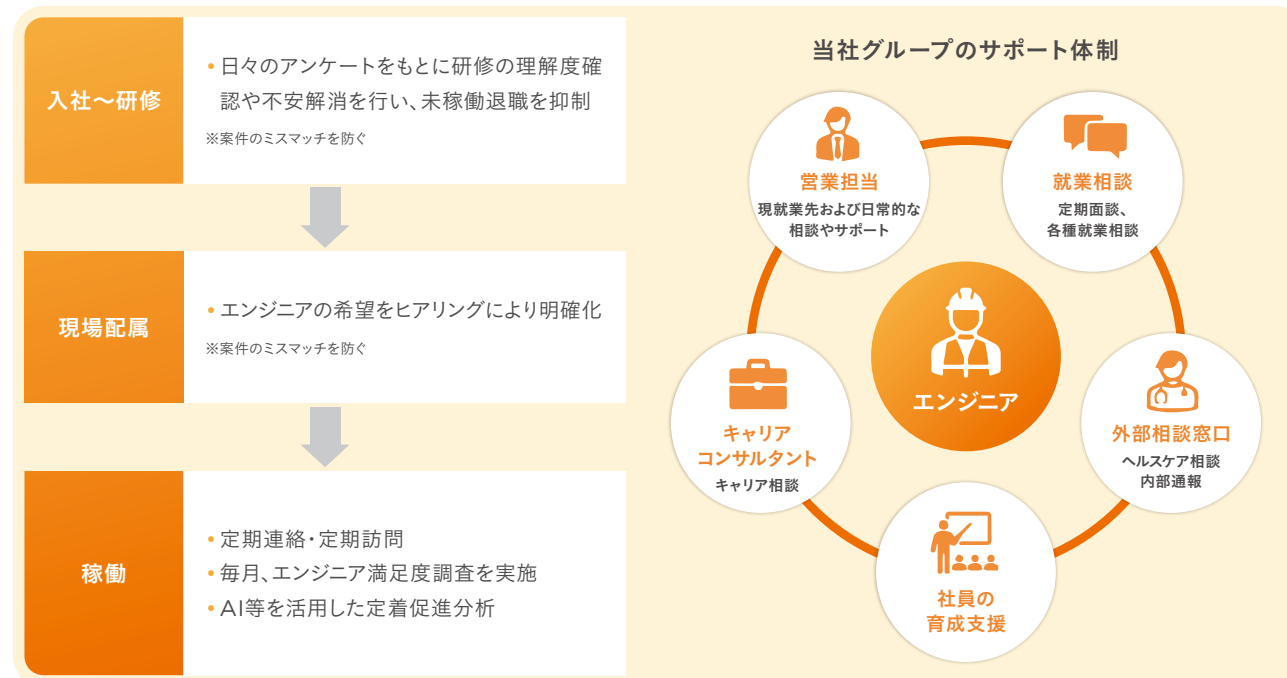 入社〜研修
• 日々のアンケートをもとに研修の理解度確
認や不安解消を行い、未稼働退職を抑制
※案件のミスマッチを防ぐ
現場配属
• エンジニアの希望をヒアリングにより明確化
※案件のミスマッチを防ぐ
稼働
• 定期連絡・定期訪問
• 毎月、エンジニア満足度調査を実施
• AI等を活用した定着促進分析
当社グループのサポート体制
営業担当
現就業先および日常的な
相談やサポート
就業相談
定期面談、
各種就業相談
エンジニア
キャリア
コンサルタント
キャリア相談
外部相談窓口
ヘルスケア相談
内部通報
社員の
育成支援